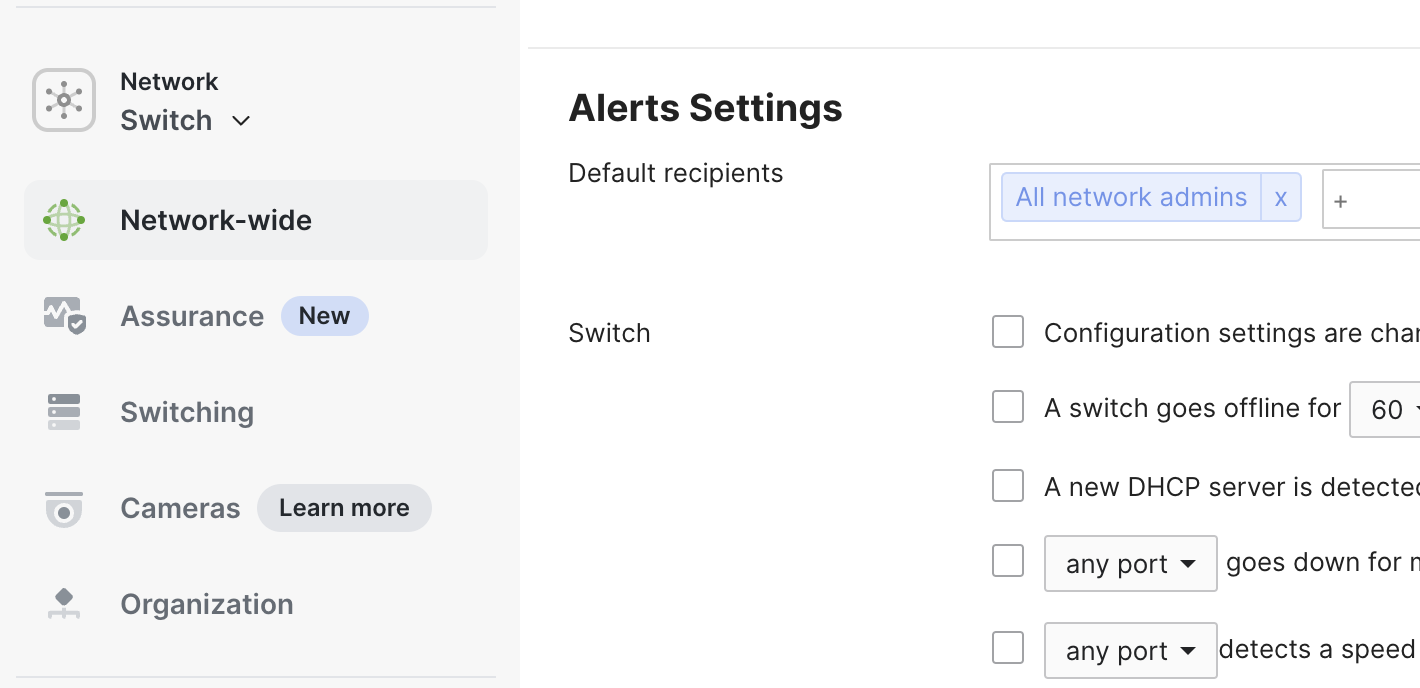 Network
Switch
Network-wide
Assurance New
Switching
Cameras Learn more
Organization
Alerts Settings
Default recipients All network admins x +
Switch
Configuration settings are
A switch goes offline for 60
A new DHCP server is detected
any port goes down for
any port detects a speed